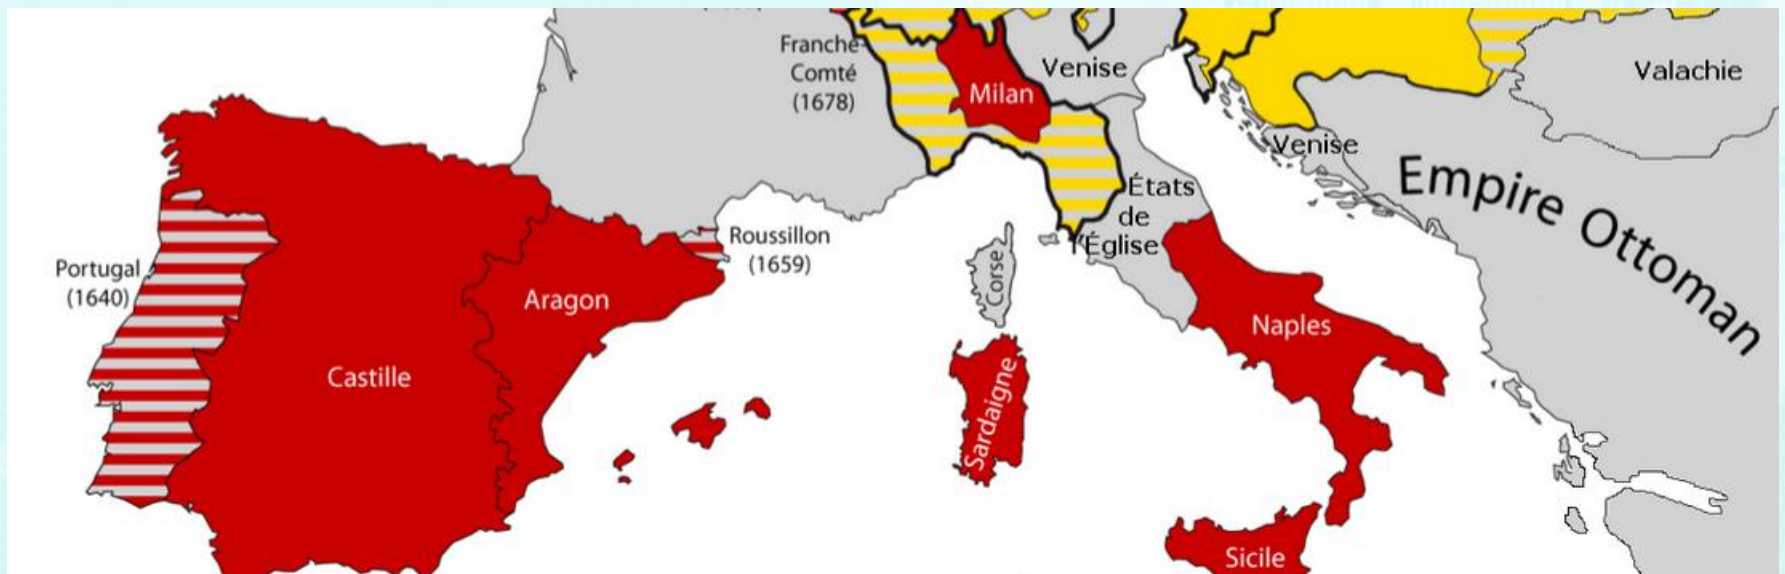 Franche-
Comté
(1678)
Milan
Venise
Valachie
Venise
Empire Ottoman
États
de
l'Église
Roussillon
(1659)
Portugal
(1640)
Aragon
Corse
Naples
Castille
Sardaigne
Sicile